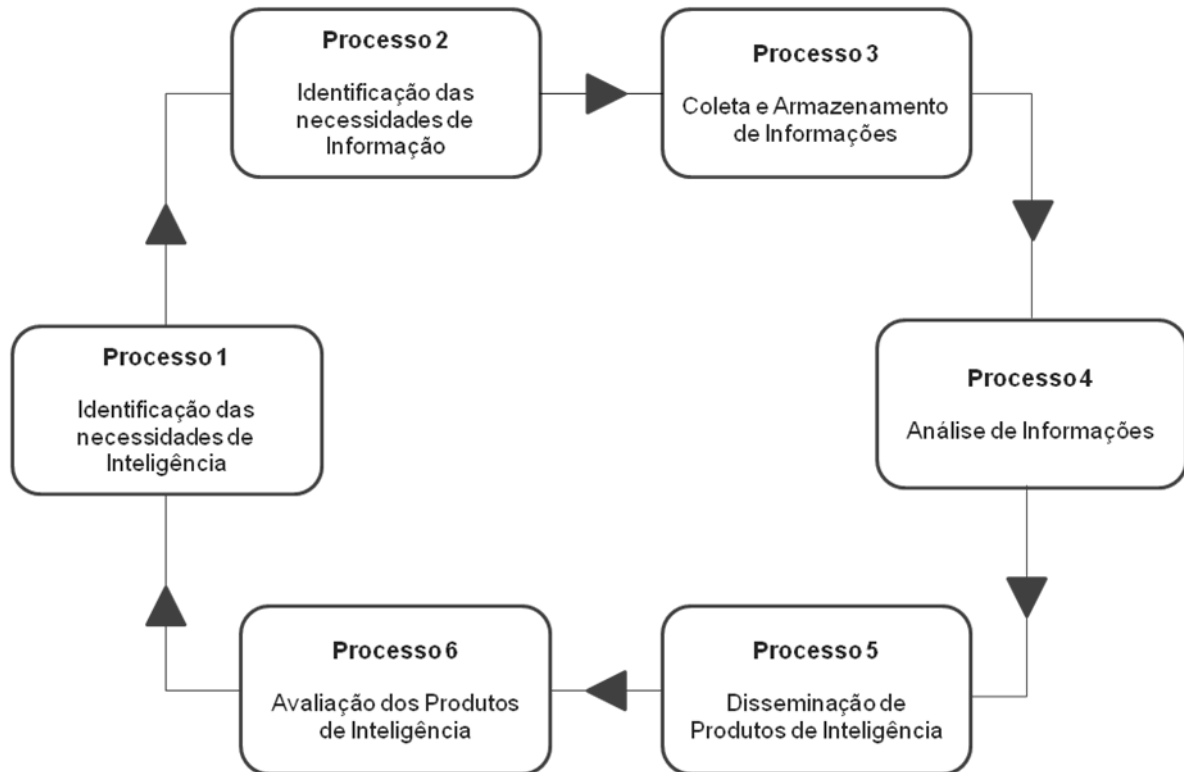 Processo 2
Identificação das
necessidades de
Informação
Processo 3
Coleta e Armazenamento
de Informações
Processo 1
Identificação das
necessidades de
Inteligência
Processo 4
Análise de Informações
Processo 6
Avaliação dos Produtos
de Inteligência
Processo 5
Disseminação de
Produtos de Inteligência